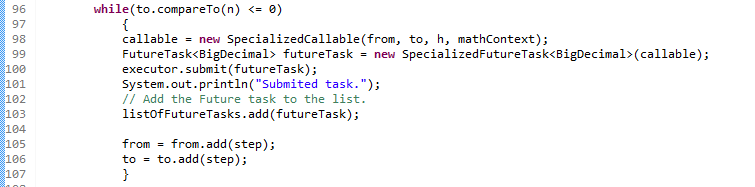 96 while(to.compareTo(n) <= 0)
97 {
98 callable = new SpecializedCallable(from, to, h, mathContext);
99 FutureTask<BigDecimal> futureTask = new SpecializedFutureTask<BigDecimal>(callable);
100 executor.submit(futureTask);
101 System.out.println("Submited task.");
102 // Add the Future task to the list.
103 listOfFutureTasks.add(futureTask);
104
105 from = from.add(step);
106 to = to.add(step);
107 }